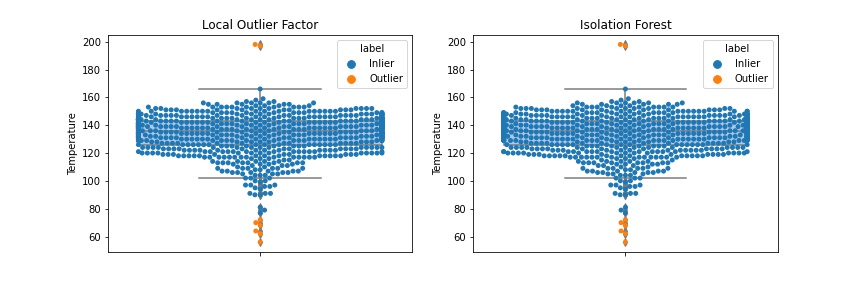 Local Outlier Factor
label
Inlier
Outlier
Temperature
200
180
160
140
120
100
80
60
Isolation Forest
label
Inlier
Outlier
Temperature
200
180
160
140
120
100
80
60